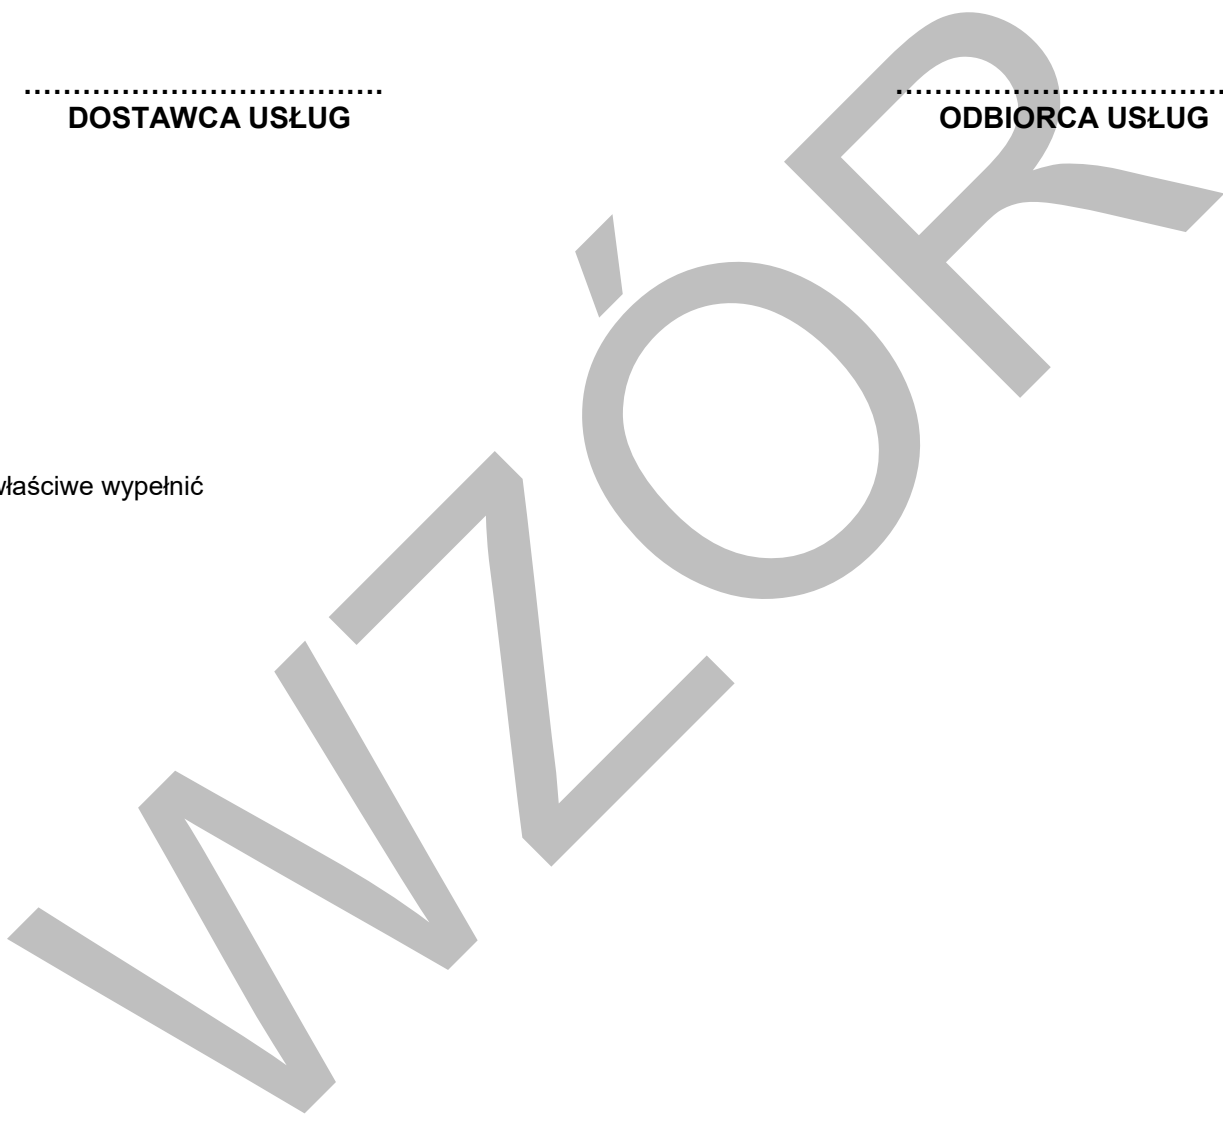 ………………………………. ……………………………
DOSTAWCA USŁUG ODBIORCA USŁUG
właściwe wypełnić
WZÓR